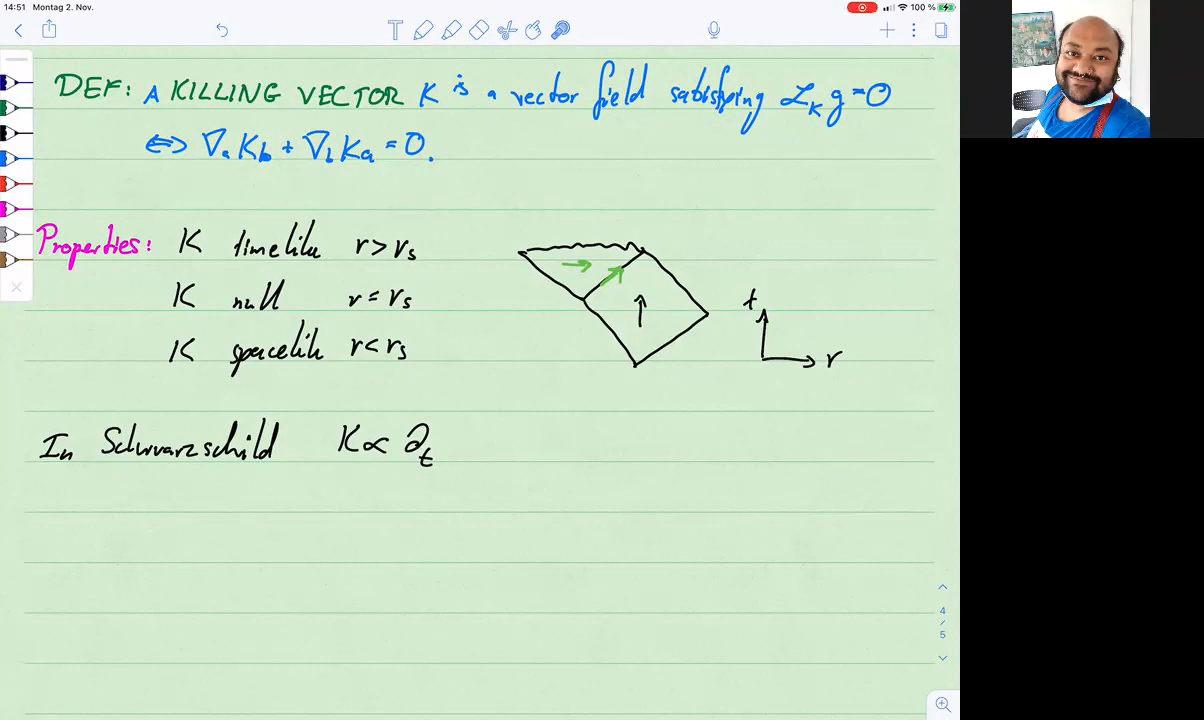 14:51 Montag 2. Nov.
100 %
DEF: A KILLING VECTOR K is a vector field satisfying ℒ_K g = 0
⇔ ∇_a K_b + ∇_b K_a = 0.
Properties: K timelike r > r_s
K null r = r_s
K spacelike r < r_s
t
r
In Schwarzschild K ∝ ∂_t
4
/
5